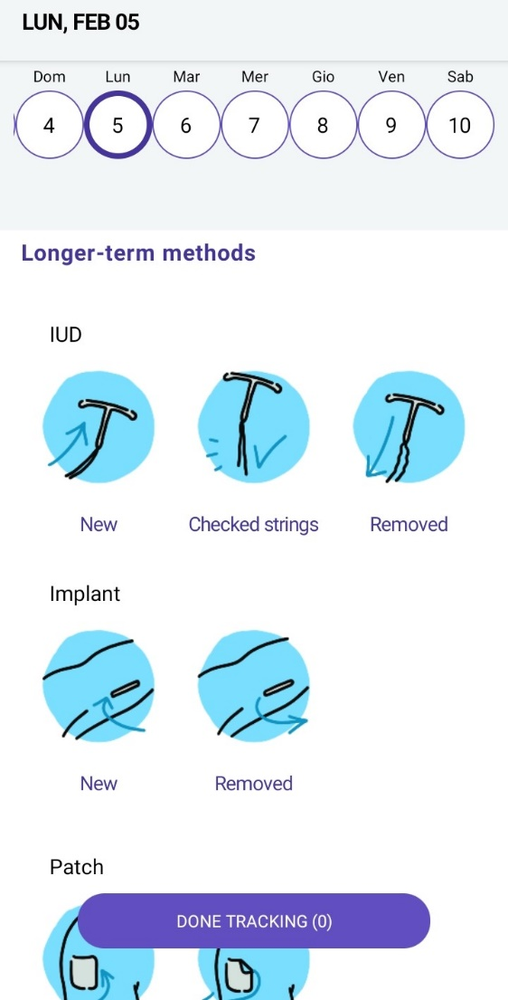 LUN, FEB 05
Dom Lun Mar Mer Gio Ven Sab
4 5 6 7 8 9 10
Longer-term methods
IUD
New Checked strings Removed
Implant
New Removed
Patch
DONE TRACKING (0)